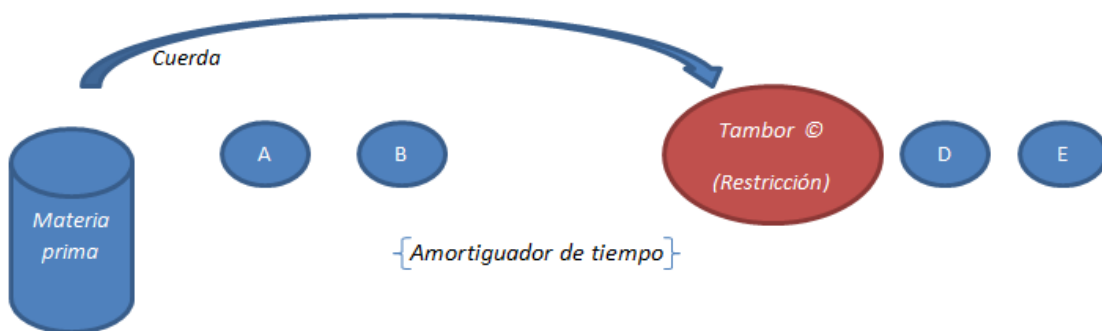 Cuerda
Materia
prima
A
B
Tambor ©
(Restricción)
D
E
{Amortiguador de tiempo}